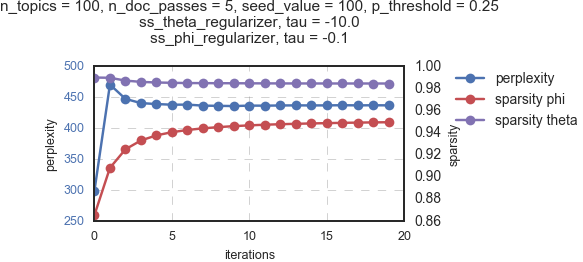 n_topics = 100, n_doc_passes = 5, seed_value = 100, p_threshold = 0.25
ss_theta_regularizer, tau = -10.0
ss_phi_regularizer, tau = -0.1
500
450
400
350
300
250
perplexity
1.00
0.98
0.96
0.94
0.92
0.90
0.88
0.86
sparsity
perplexity
sparsity phi
sparsity theta
0
5
10
15
20
iterations